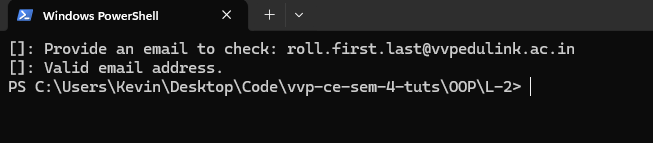 Windows PowerShell
[]: Provide an email to check: roll.first.last@vvpedulink.ac.in
[]: Valid email address.
PS C:\Users\Kevin\Desktop\Code\vvp-ce-sem-4-tuts\OOP\L-2>